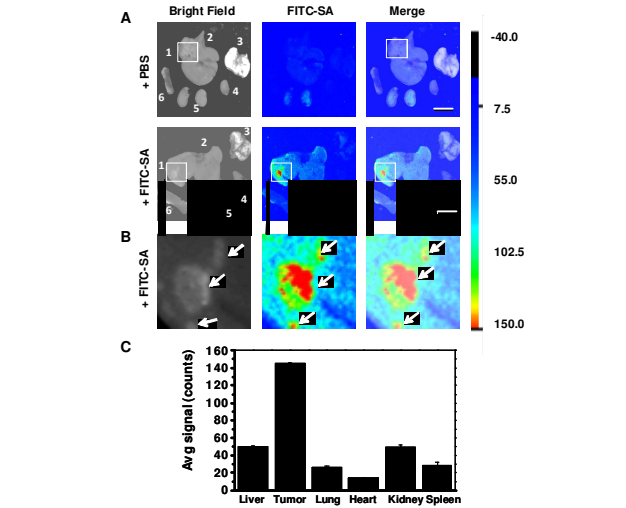 A
Bright Field FITC-SA Merge
+ PBS
1 2 3 4 5 6
+ FITC-SA
1 2 3 4 5 6
-40.0
7.5
55.0
102.5
150.0
B
+ FITC-SA
C
Avg signal (counts)
160
140
120
100
80
60
40
20
0
Liver Tumor Lung Heart Kidney Spleen